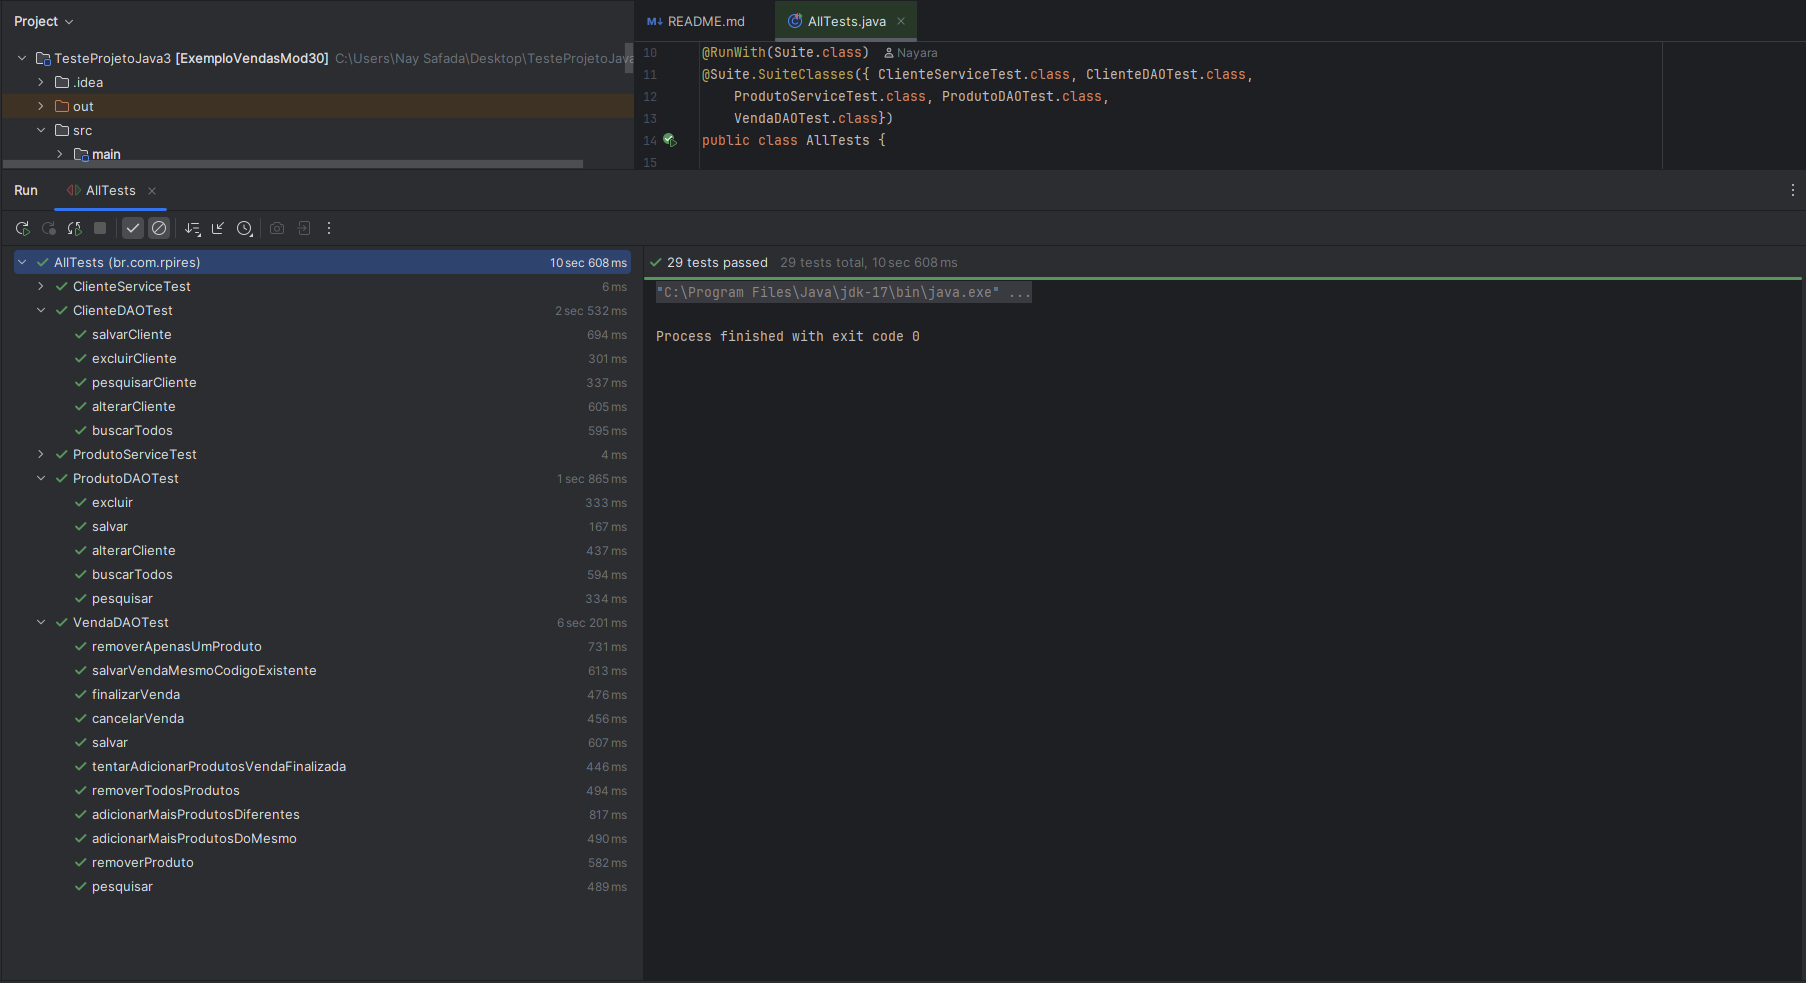 Project
README.md
AllTests.java
TesteProjetoJava3 [ExemploVendasMod30] C:\Users\Nay Safada\Desktop\TesteProjetoJava
.idea
out
src
main
10 @RunWith(Suite.class) Nayara
11 @Suite.SuiteClasses({ ClienteServiceTest.class, ClienteDAOTest.class,
12 ProdutoServiceTest.class, ProdutoDAOTest.class,
13 VendaDAOTest.class})
14 public class AllTests {
15
Run AllTests
AllTests (br.com.rpires) 10 sec 608 ms
ClienteServiceTest 6 ms
ClienteDAOTest 2 sec 532 ms
salvarCliente 694 ms
excluirCliente 301 ms
pesquisarCliente 337 ms
alterarCliente 605 ms
buscarTodos 595 ms
ProdutoServiceTest 4 ms
ProdutoDAOTest 1 sec 865 ms
excluir 333 ms
salvar 167 ms
alterarCliente 437 ms
buscarTodos 594 ms
pesquisar 334 ms
VendaDAOTest 6 sec 201 ms
removerApenasUmProduto 731 ms
salvarVendaMesmoCodigoExistente 613 ms
finalizarVenda 476 ms
cancelarVenda 456 ms
salvar 607 ms
tentarAdicionarProdutosVendaFinalizada 446 ms
removerTodosProdutos 494 ms
adicionarMaisProdutosDiferentes 817 ms
adicionarMaisProdutosDoMesmo 490 ms
removerProduto 582 ms
pesquisar 489 ms
29 tests passed 29 tests total, 10 sec 608 ms
"C:\Program Files\Java\jdk-17\bin\java.exe" ...
Process finished with exit code 0